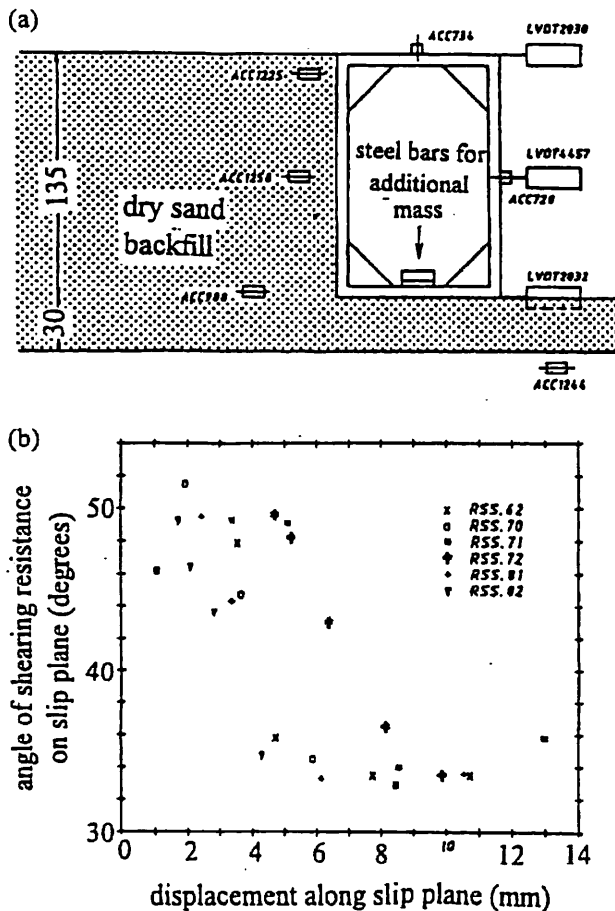 (a)
ACC734
LVDT2030
ACC1225
steel bars for
additional
mass
LVDT4457
ACC1258
ACC728
135
dry sand
backfill
LVDT2032
30
ACC1244
(b)
angle of shearing resistance
on slip plane (degrees)
50
40
30
x RSS.62
RSS.70
RSS.71
RSS.72
RSS.81
RSS.82
0
2
4
6
8
10
12
14
displacement along slip plane (mm)